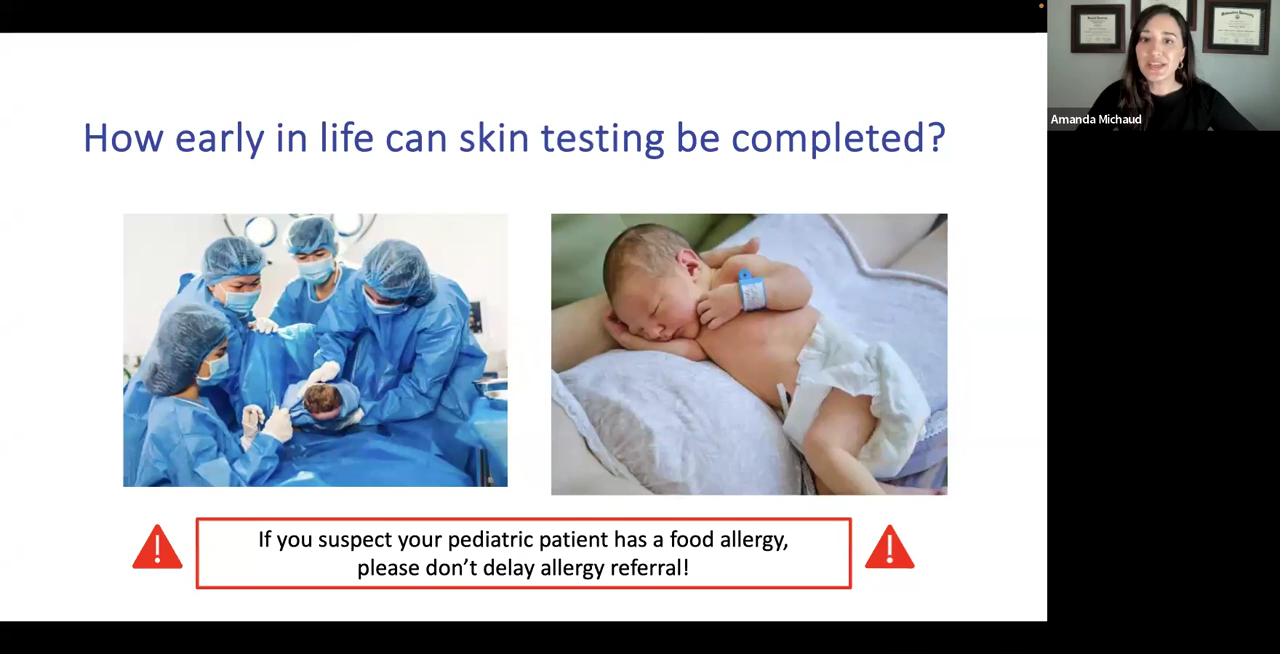 How early in life can skin testing be completed?
If you suspect your pediatric patient has a food allergy,
please don't delay allergy referral!
Amanda Michaud